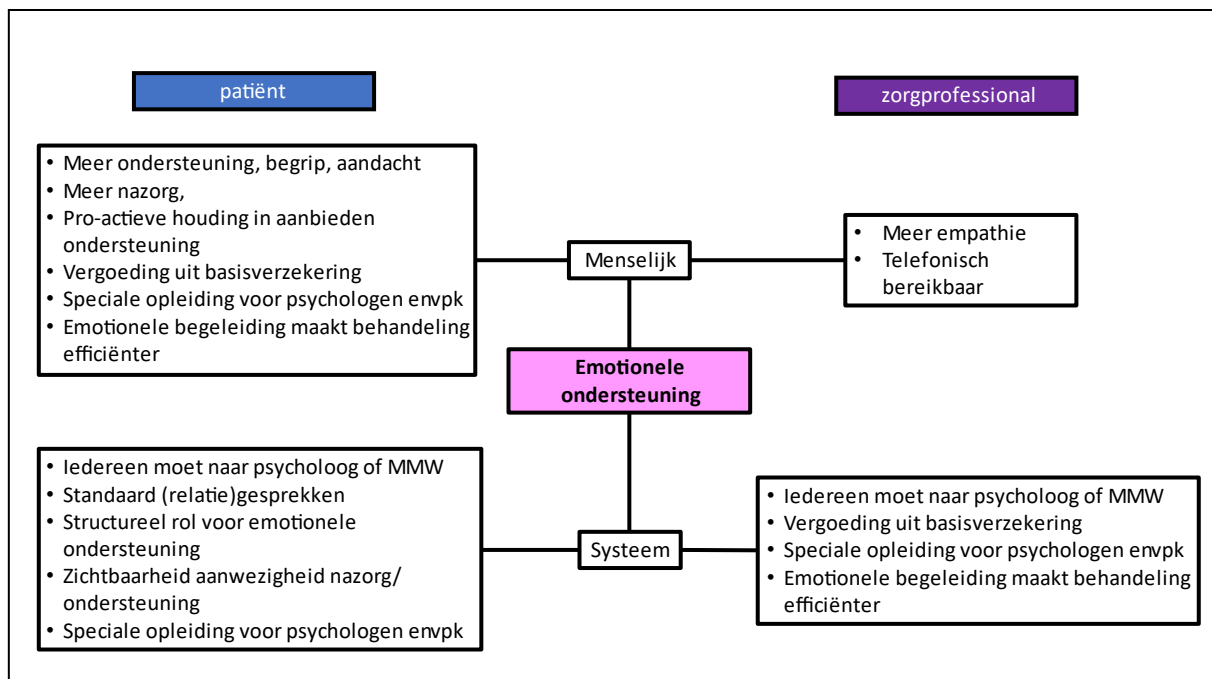 patiënt
zorgprofessional
• Meer ondersteuning, begrip, aandacht
• Meer nazorg,
• Pro-actieve houding in aanbieden
ondersteuning
• Vergoeding uit basisverzekering
• Speciale opleiding voor psychologen envpk
• Emotionele begeleiding maakt behandeling
efficiënter
Menselijk
• Meer empathie
• Telefonisch
bereikbaar
Emotionele
ondersteuning
• Iedereen moet naar psycholoog of MMW
• Standaard (relatie)gesprekken
• Structureel rol voor emotionele
ondersteuning
• Zichtbaarheid aanwezigheid nazorg/
ondersteuning
• Speciale opleiding voor psychologen envpk
Systeem
• Iedereen moet naar psycholoog of MMW
• Vergoeding uit basisverzekering
• Speciale opleiding voor psychologen envpk
• Emotionele begeleiding maakt behandeling
efficiënter